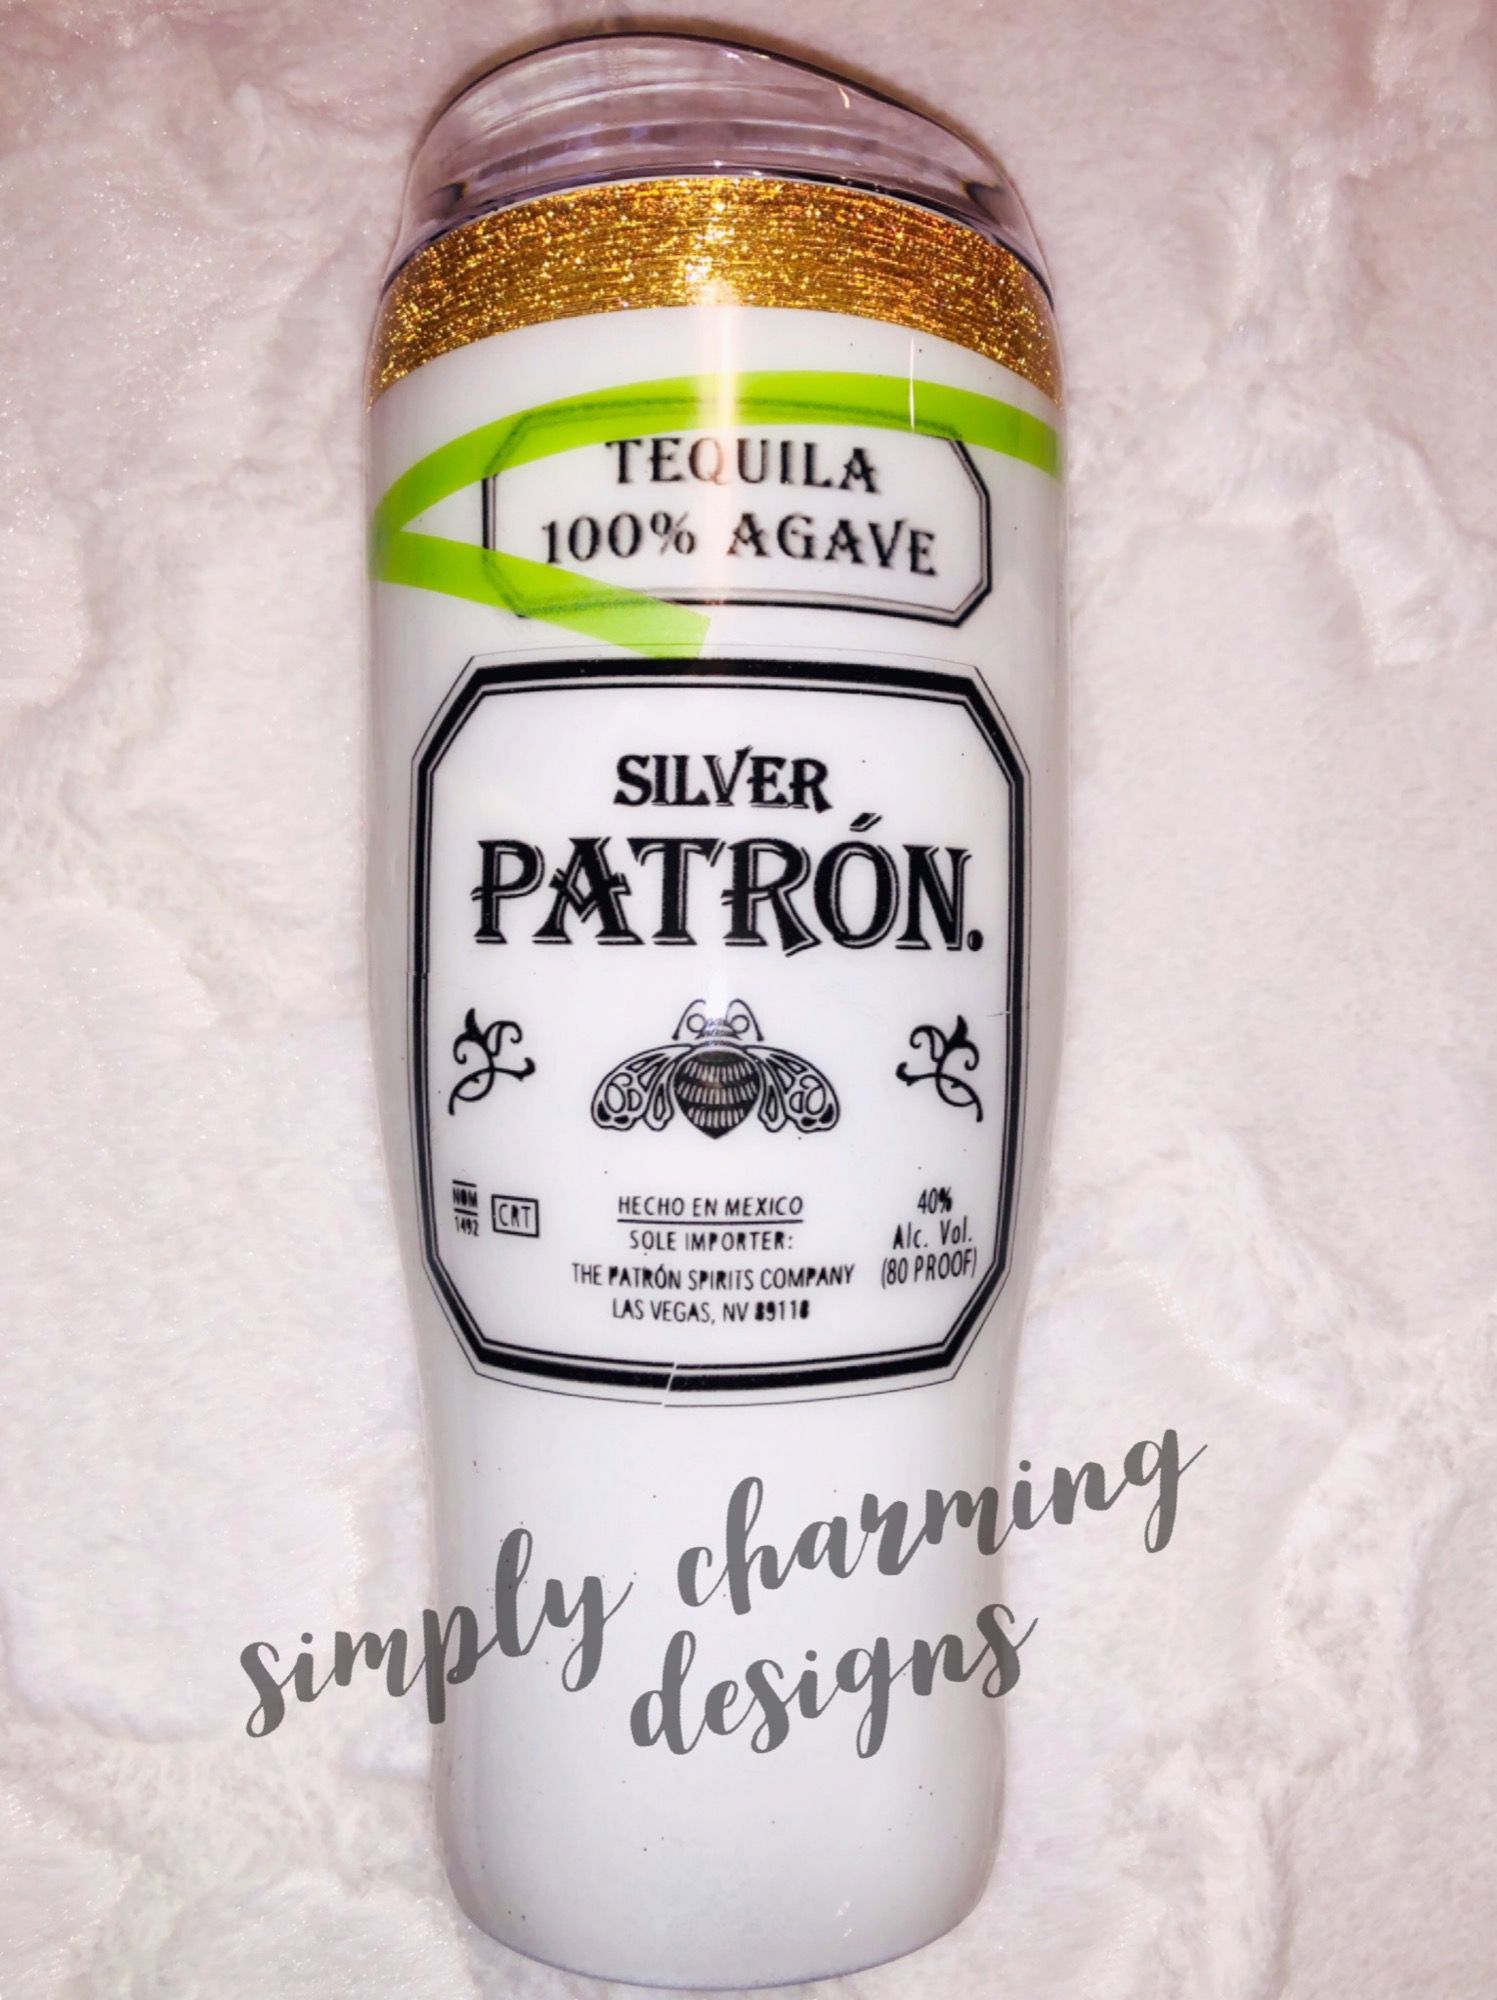 TEQUILA
100% AGAVE
SILVER
PATRÓN.
NOM
1492
CRT
HECHO EN MEXICO
SOLE IMPORTER:
THE PATRÓN SPIRITS COMPANY
LAS VEGAS, NV 89118
40%
Alc. Vol.
(80 PROOF)
simply charming
designs